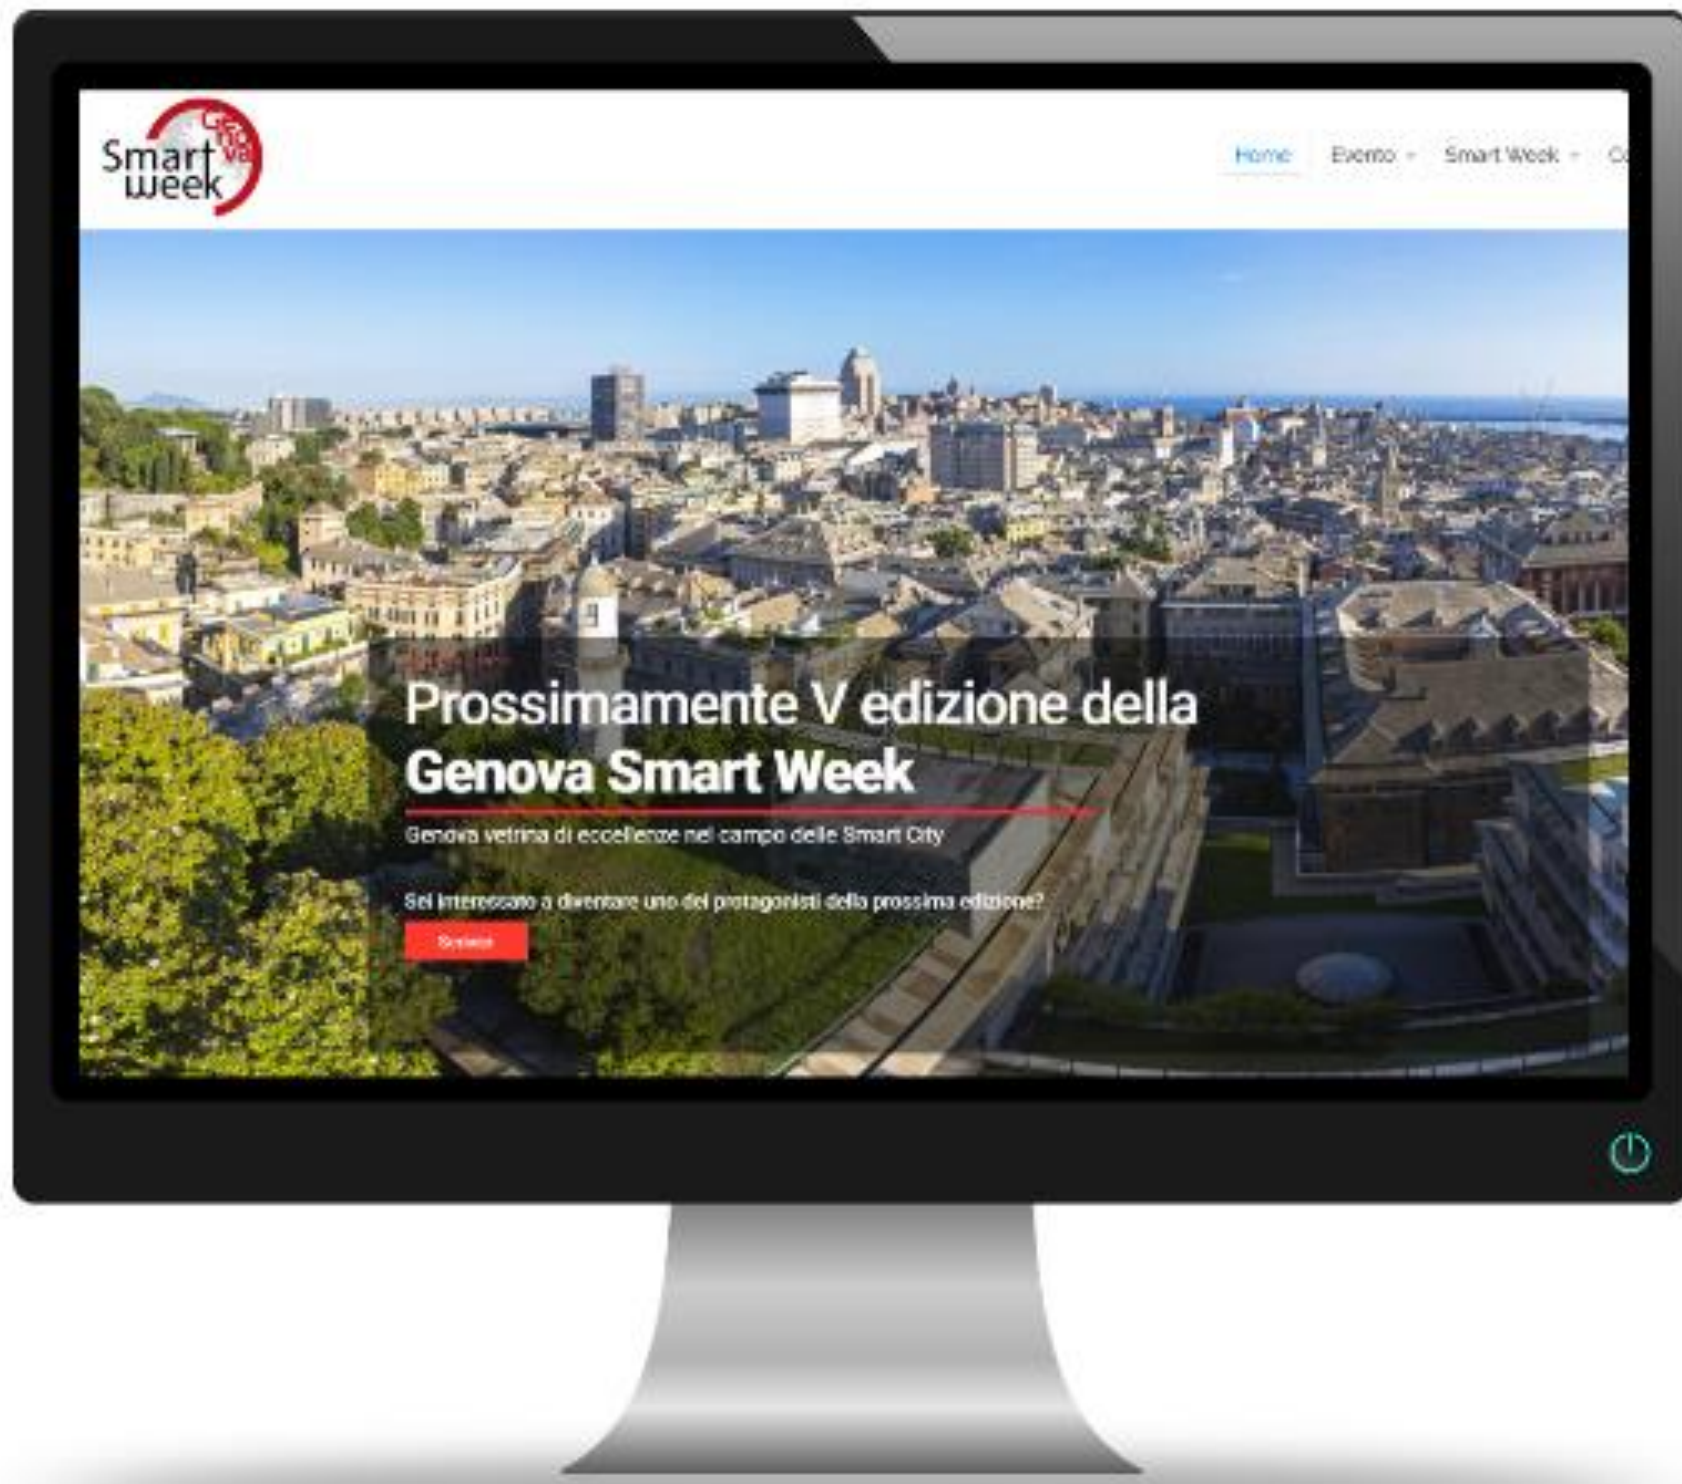 Smart
week
Genova
Home Evento Smart Week
Prossimamente V edizione della
Genova Smart Week
Genova vetrina di eccellenze nel campo delle Smart City
Sei interessato a diventare uno dei protagonisti della prossima edizione?